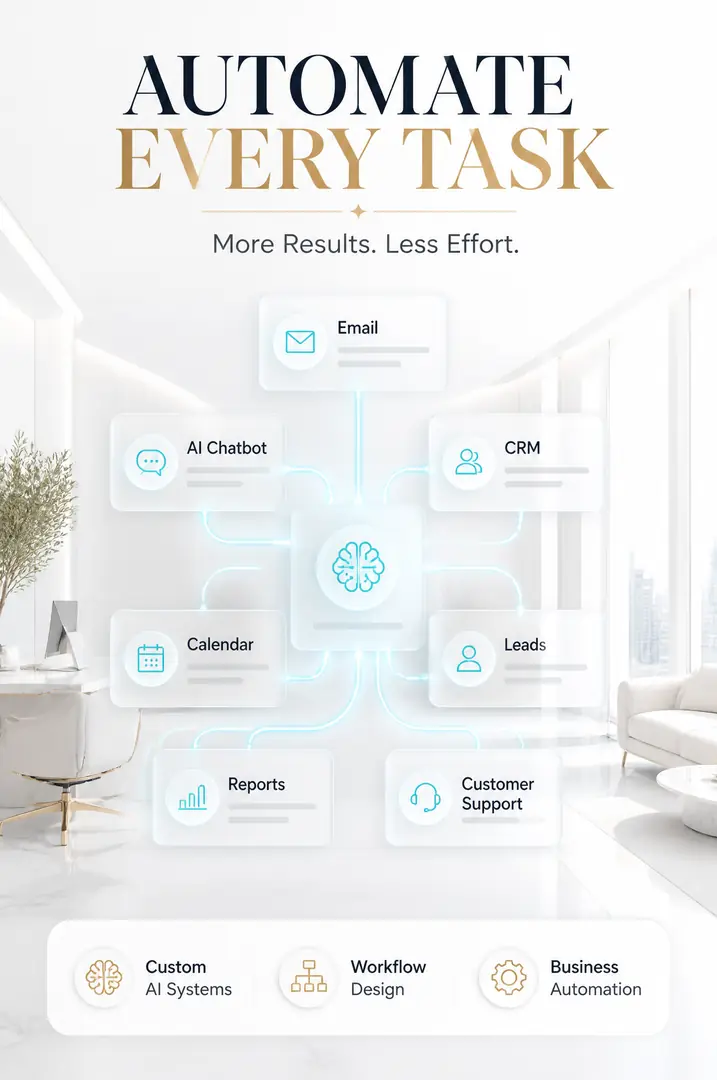 AUTOMATE
EVERY TASK
More Results. Less Effort.
Email
AI Chatbot
CRM
Calendar
Leads
Reports
Customer
Support
Custom
AI Systems
Workflow
Design
Business
Automation